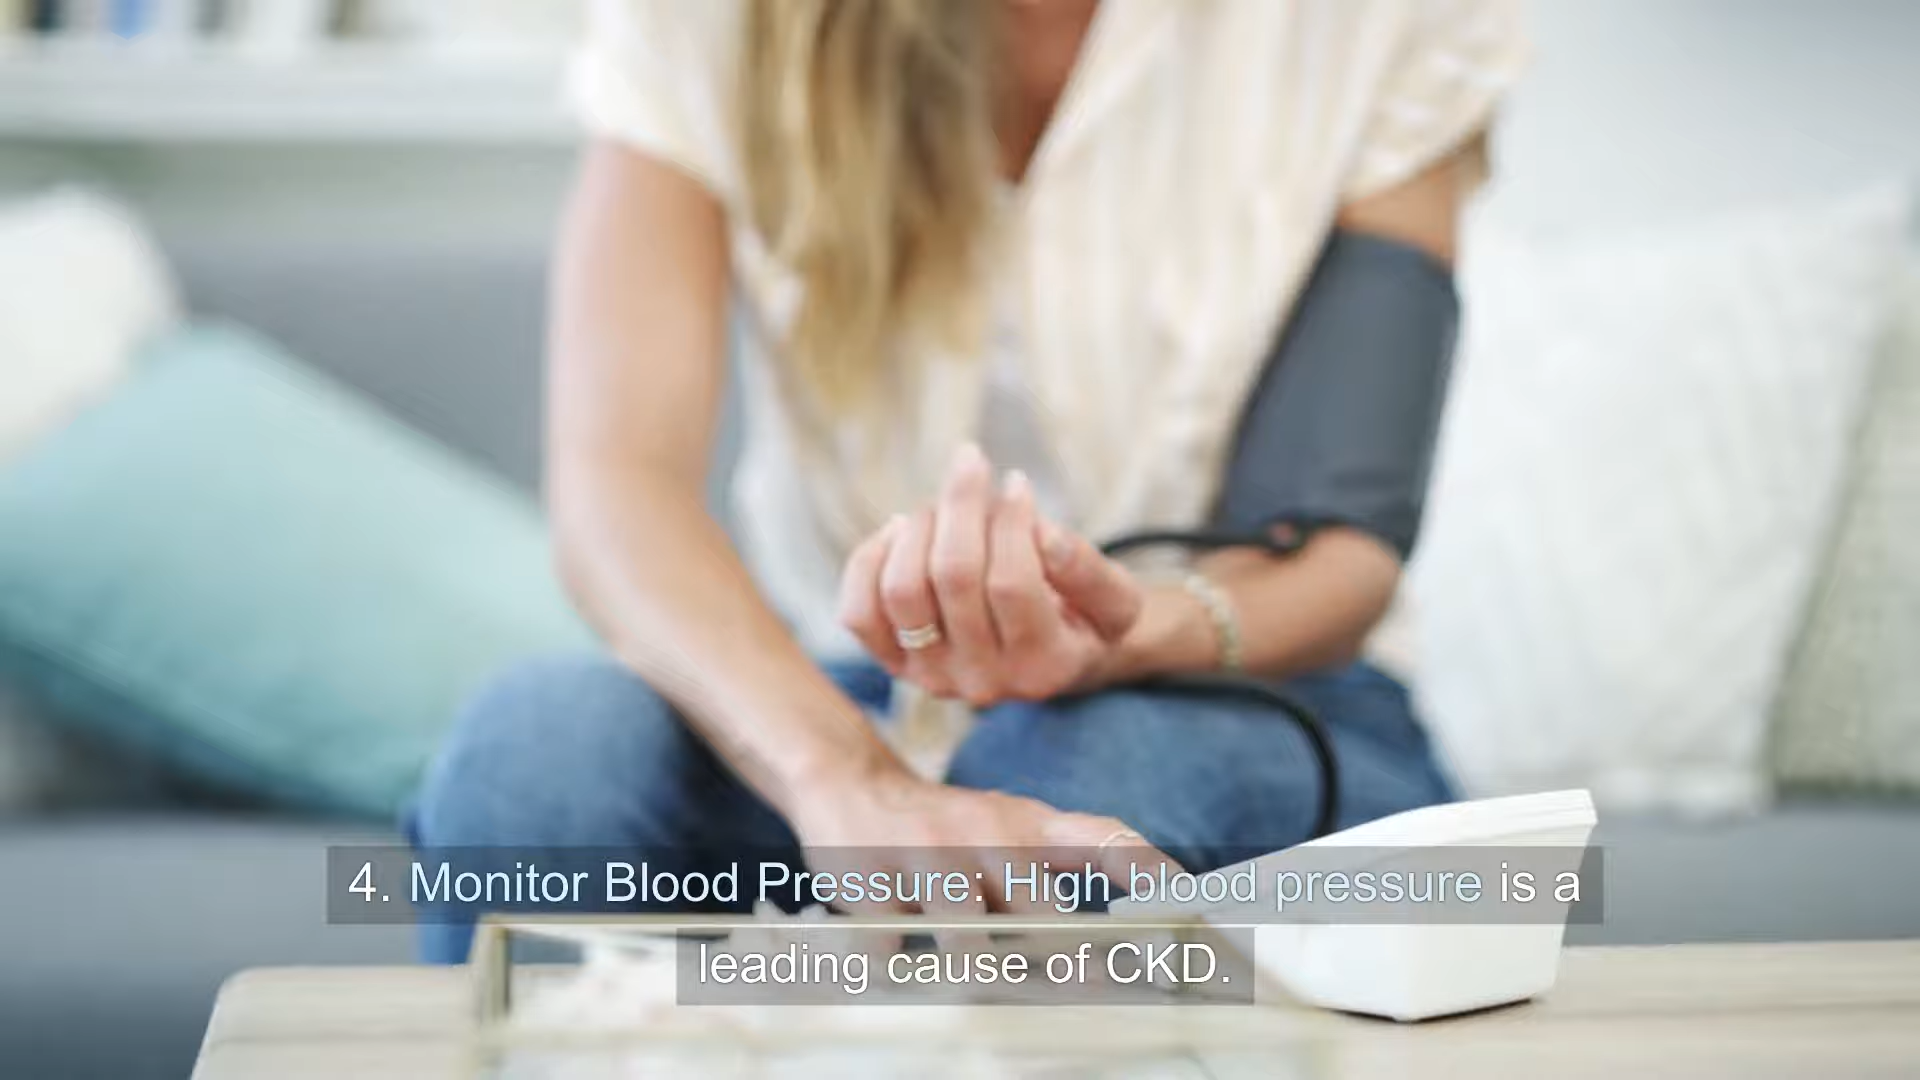 4. Monitor Blood Pressure: High blood pressure is a
leading cause of CKD.